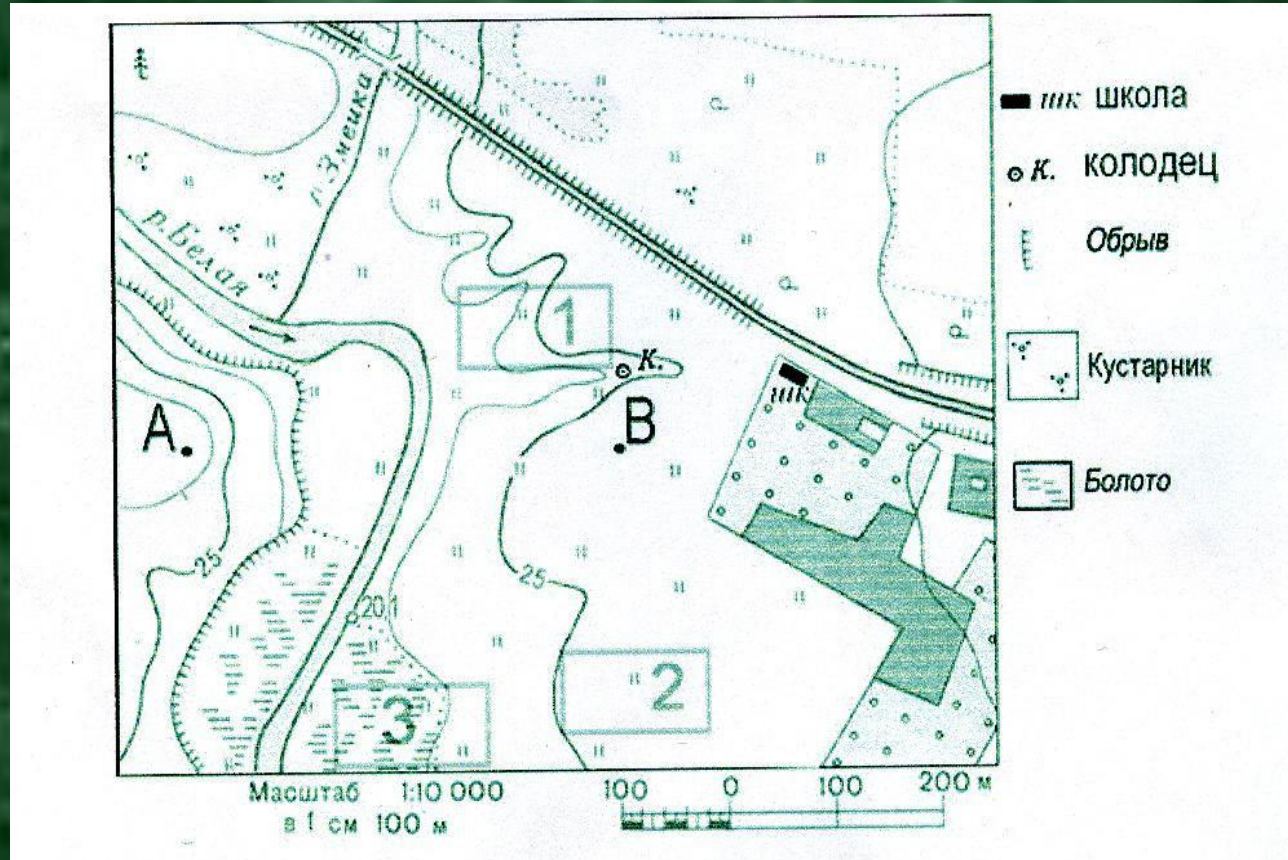 р. Змейка
р. Белая
1
К.
А.
.В
шк
25
25
20,1
2
3
Р
Р
Р
Масштаб 1:10 000
в 1 см 100 м
100 0 100 200 м
шк школа
К. колодец
Обрыв
Кустарник
Болото